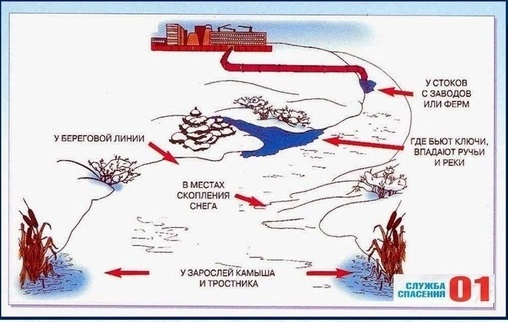 У СТОКОВ
С ЗАВОДОВ
ИЛИ ФЕРМ
У БЕРЕГОВОЙ ЛИНИИ
ГДЕ БЬЮТ КЛЮЧИ,
ВПАДАЮТ РУЧЬИ
И РЕКИ
В МЕСТАХ
СКОПЛЕНИЯ
СНЕГА
У ЗАРОСЛЕЙ КАМЫША
И ТРОСТНИКА
СЛУЖБА
СПАСЕНИЯ 01